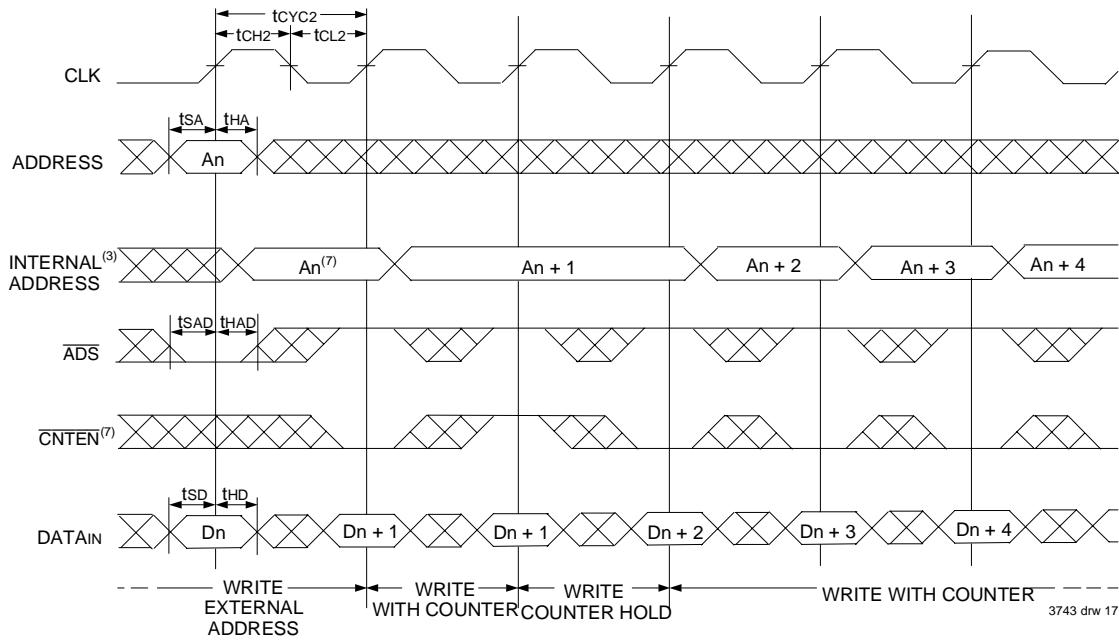 tCYC2
tCH2 tCL2
CLK
tSA tHA
ADDRESS An
INTERNAL(3)
ADDRESS
An(7) An + 1 An + 2 An + 3 An + 4
tSAD tHAD
ADS
CNTEN(7)
tSD tHD
DATAIN Dn Dn + 1 Dn + 1 Dn + 2 Dn + 3 Dn + 4
WRITE
EXTERNAL
ADDRESS
WRITE
WITH COUNTER
WRITE
COUNTER HOLD
WRITE WITH COUNTER
3743 drw 17